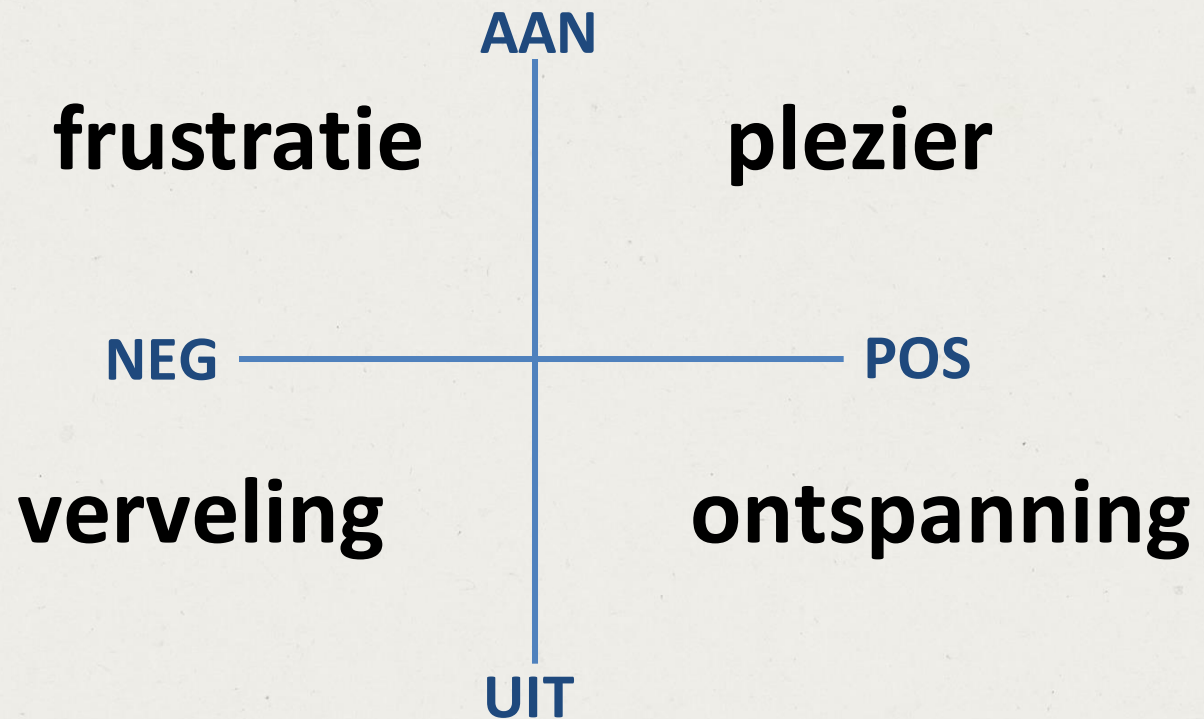 AAN
frustratie
plezier
NEG
POS
verveling
ontspanning
UIT